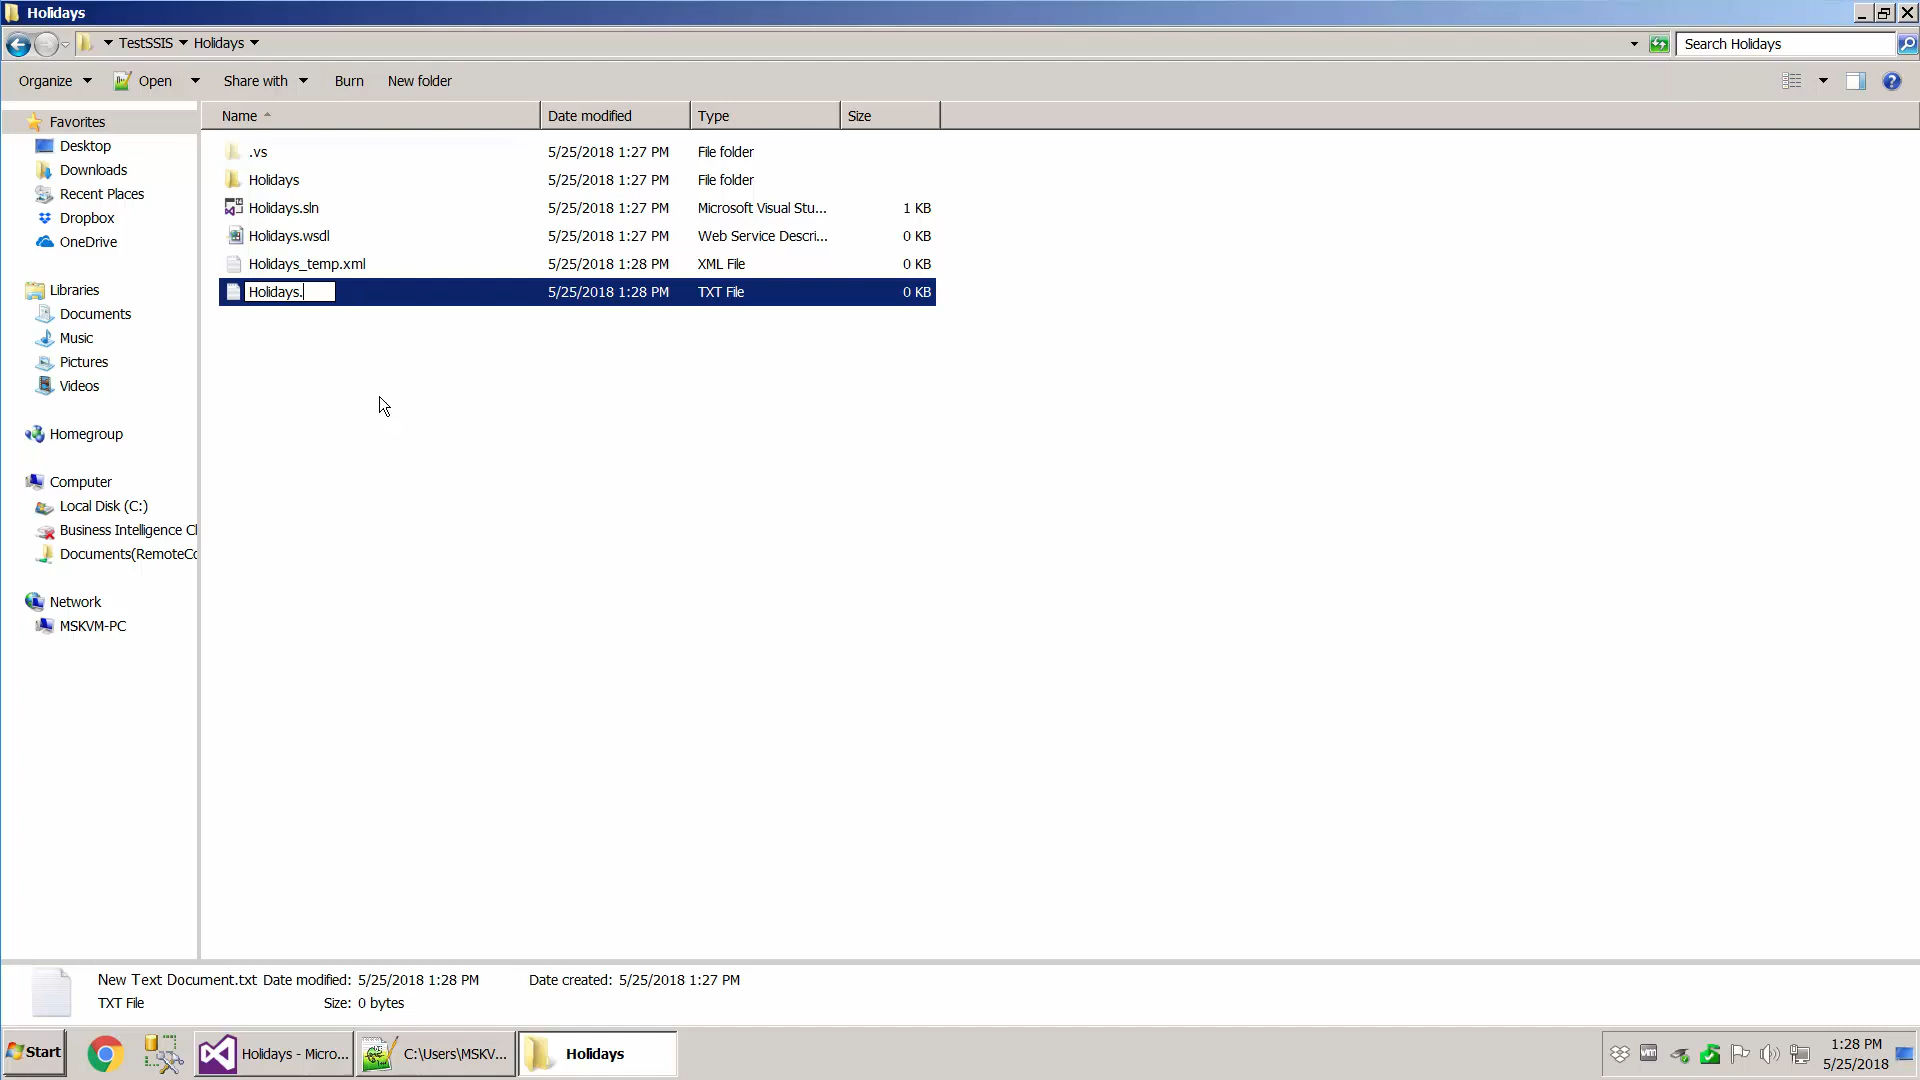 Holidays
TestSSIS Holidays
Search Holidays
Organize Open Share with Burn New folder
Name Date modified Type Size
Favorites
Desktop
Downloads
Recent Places
Dropbox
OneDrive
Libraries
Documents
Music
Pictures
Videos
Homegroup
Computer
Local Disk (C:)
Business Intelligence Cl
Documents(RemoteCo
Network
MSKVM-PC
.vs 5/25/2018 1:27 PM File folder
Holidays 5/25/2018 1:27 PM File folder
Holidays.sln 5/25/2018 1:27 PM Microsoft Visual Stu... 1 KB
Holidays.wsdl 5/25/2018 1:27 PM Web Service Descri... 0 KB
Holidays_temp.xml 5/25/2018 1:28 PM XML File 0 KB
Holidays. 5/25/2018 1:28 PM TXT File 0 KB
New Text Document.txt Date modified: 5/25/2018 1:28 PM Date created: 5/25/2018 1:27 PM
TXT File Size: 0 bytes
Start Holidays - Micro... C:\Users\MSKV... Holidays
1:28 PM
5/25/2018